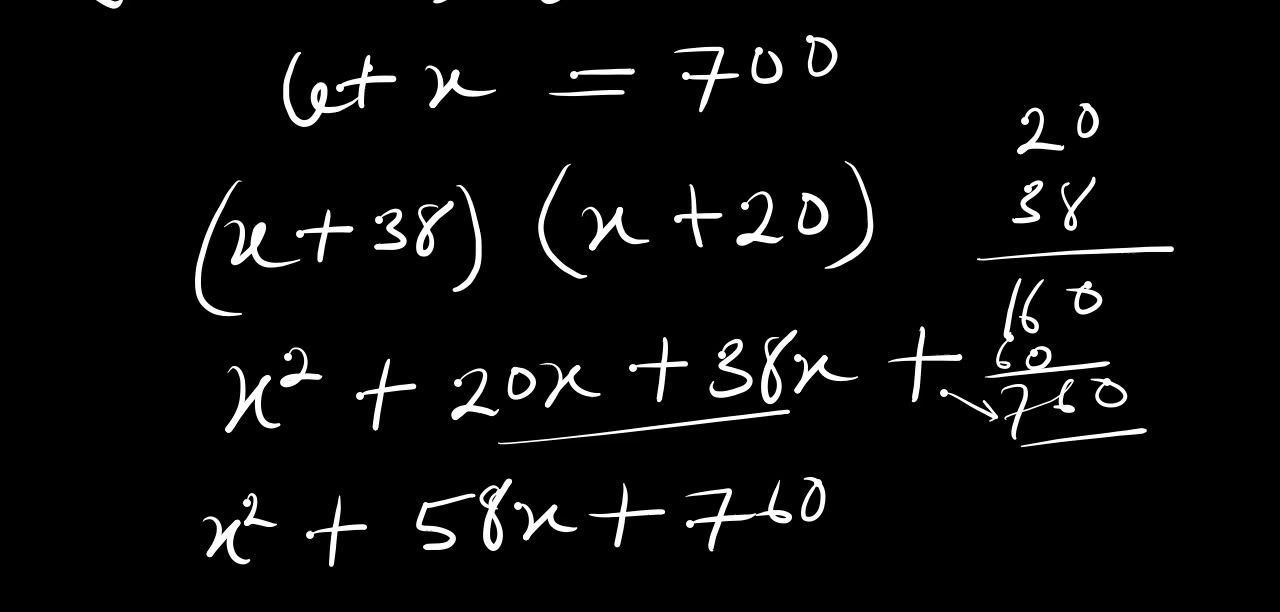 let x = 700
(x+38) (x+20)
x² + 20x + 38x +
20
38
160
60
760
x² + 58x + 760